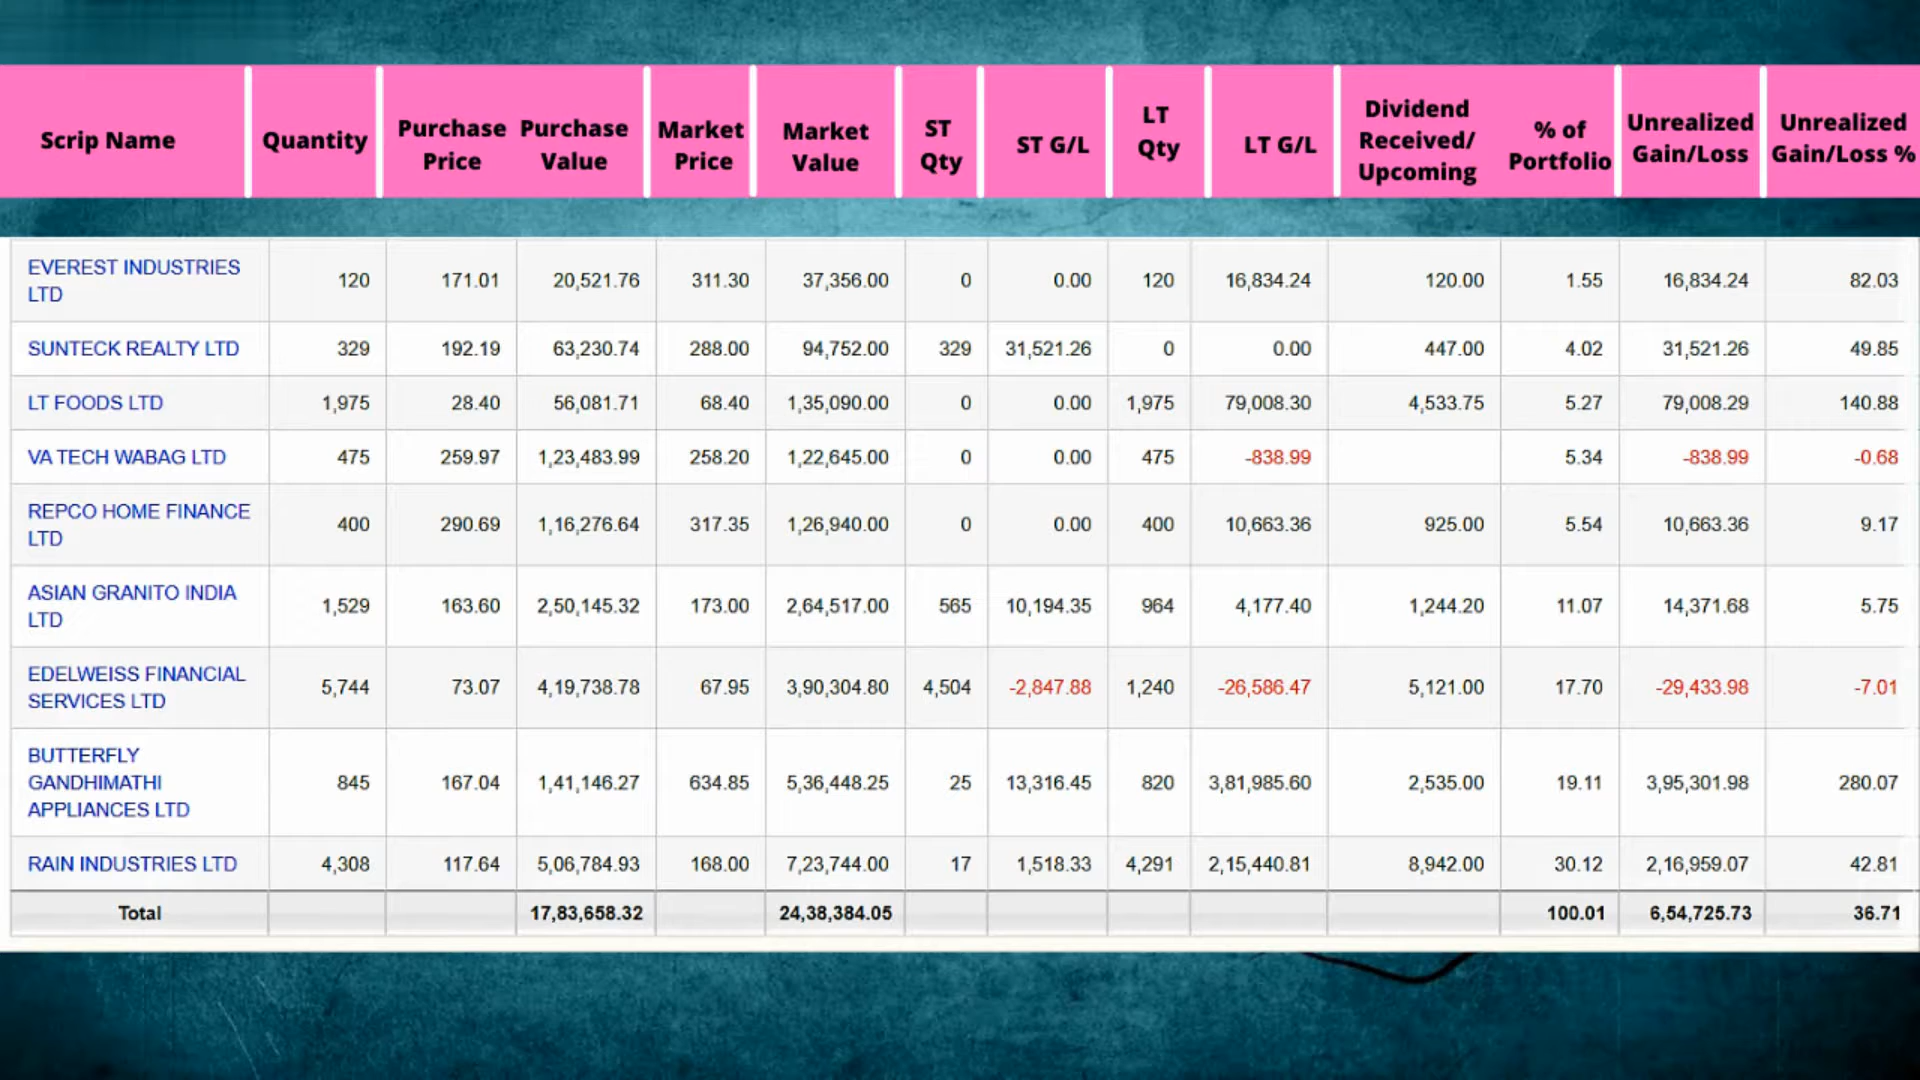 Scrip Name Quantity Purchase Price Purchase Value Market Price Market Value ST Qty ST G/L LT Qty LT G/L Dividend Received/ Upcoming % of Portfolio Unrealized Gain/Loss Unrealized Gain/Loss %
EVEREST INDUSTRIES LTD 120 171.01 20,521.76 311.30 37,356.00 0 0.00 120 16,834.24 120.00 1.55 16,834.24 82.03
SUNTECK REALTY LTD 329 192.19 63,230.74 288.00 94,752.00 329 31,521.26 0 0.00 447.00 4.02 31,521.26 49.85
LT FOODS LTD 1,975 28.40 56,081.71 68.40 1,35,090.00 0 0.00 1,975 79,008.30 4,533.75 5.27 79,008.29 140.88
VA TECH WABAG LTD 475 259.97 1,23,483.99 258.20 1,22,645.00 0 0.00 475 -838.99 5.34 -838.99 -0.68
REPCO HOME FINANCE LTD 400 290.69 1,16,276.64 317.35 1,26,940.00 0 0.00 400 10,663.36 925.00 5.54 10,663.36 9.17
ASIAN GRANITO INDIA LTD 1,529 163.60 2,50,145.32 173.00 2,64,517.00 565 10,194.35 964 4,177.40 1,244.20 11.07 14,371.68 5.75
EDELWEISS FINANCIAL SERVICES LTD 5,744 73.07 4,19,738.78 67.95 3,90,304.80 4,504 -2,847.88 1,240 -26,586.47 5,121.00 17.70 -29,433.98 -7.01
BUTTERFLY GANDHIMATHI APPLIANCES LTD 845 167.04 1,41,146.27 634.85 5,36,448.25 25 13,316.45 820 3,81,985.60 2,535.00 19.11 3,95,301.98 280.07
RAIN INDUSTRIES LTD 4,308 117.64 5,06,784.93 168.00 7,23,744.00 17 1,518.33 4,291 2,15,440.81 8,942.00 30.12 2,16,959.07 42.81
Total 17,83,658.32 24,38,384.05 100.01 6,54,725.73 36.71